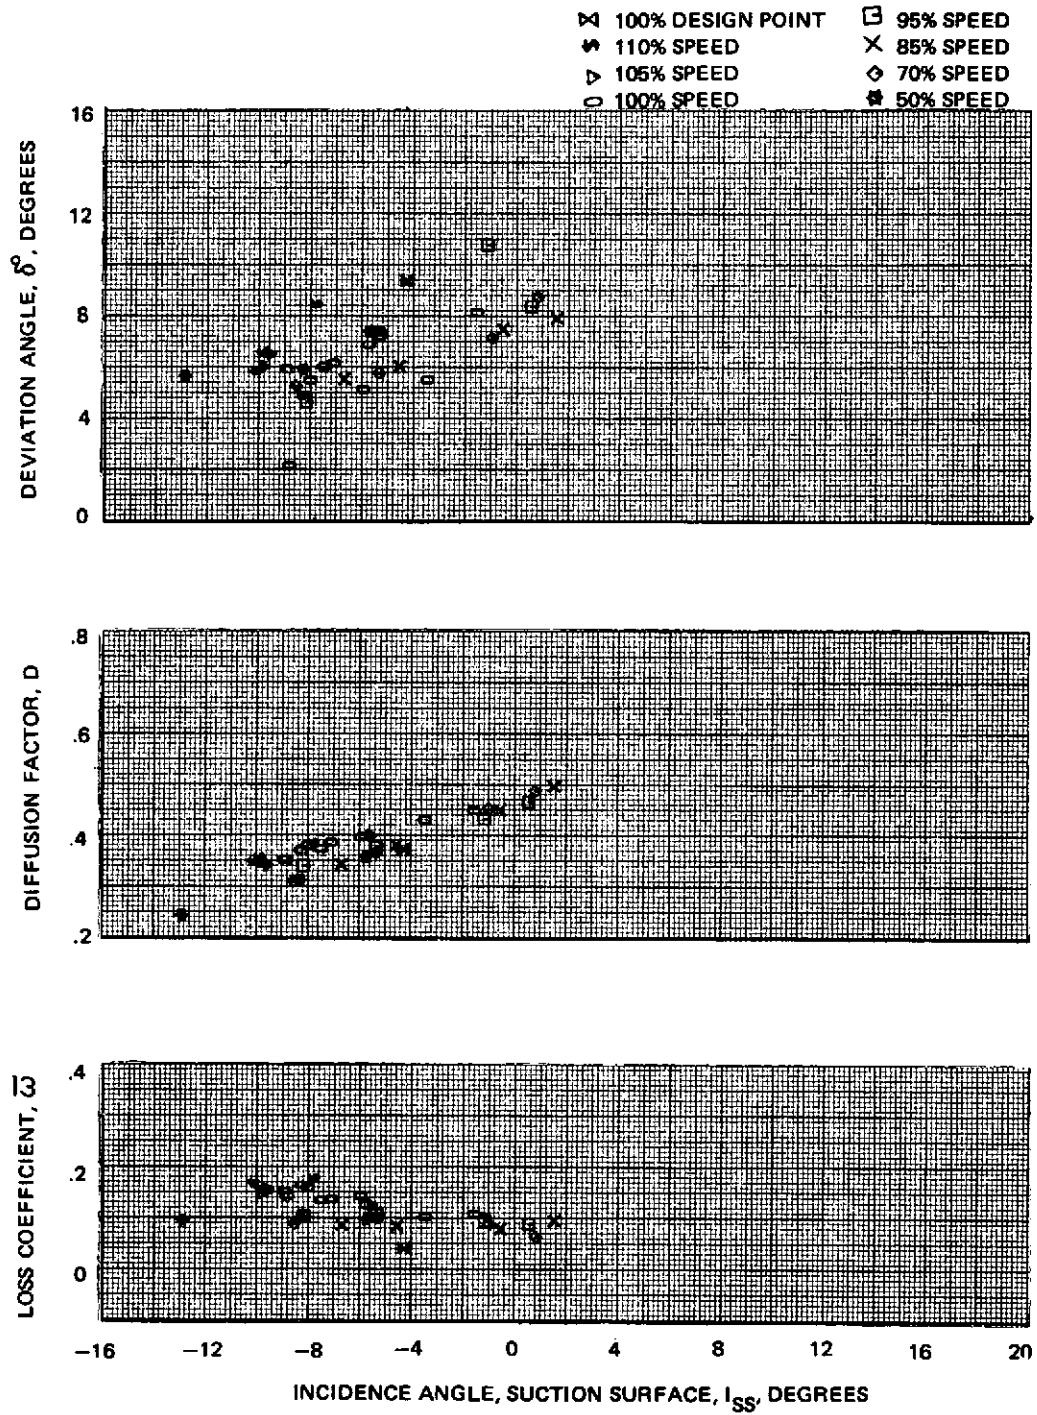 100% DESIGN POINT
110% SPEED
105% SPEED
100% SPEED
95% SPEED
85% SPEED
70% SPEED
50% SPEED
DEVIATION ANGLE, δ°, DEGREES
16
12
8
4
0
DIFFUSION FACTOR, D
.8
.6
.4
.2
LOSS COEFFICIENT, ω̅
.4
.2
0
−16 −12 −8 −4 0 4 8 12 16 20
INCIDENCE ANGLE, SUCTION SURFACE, I_SS, DEGREES